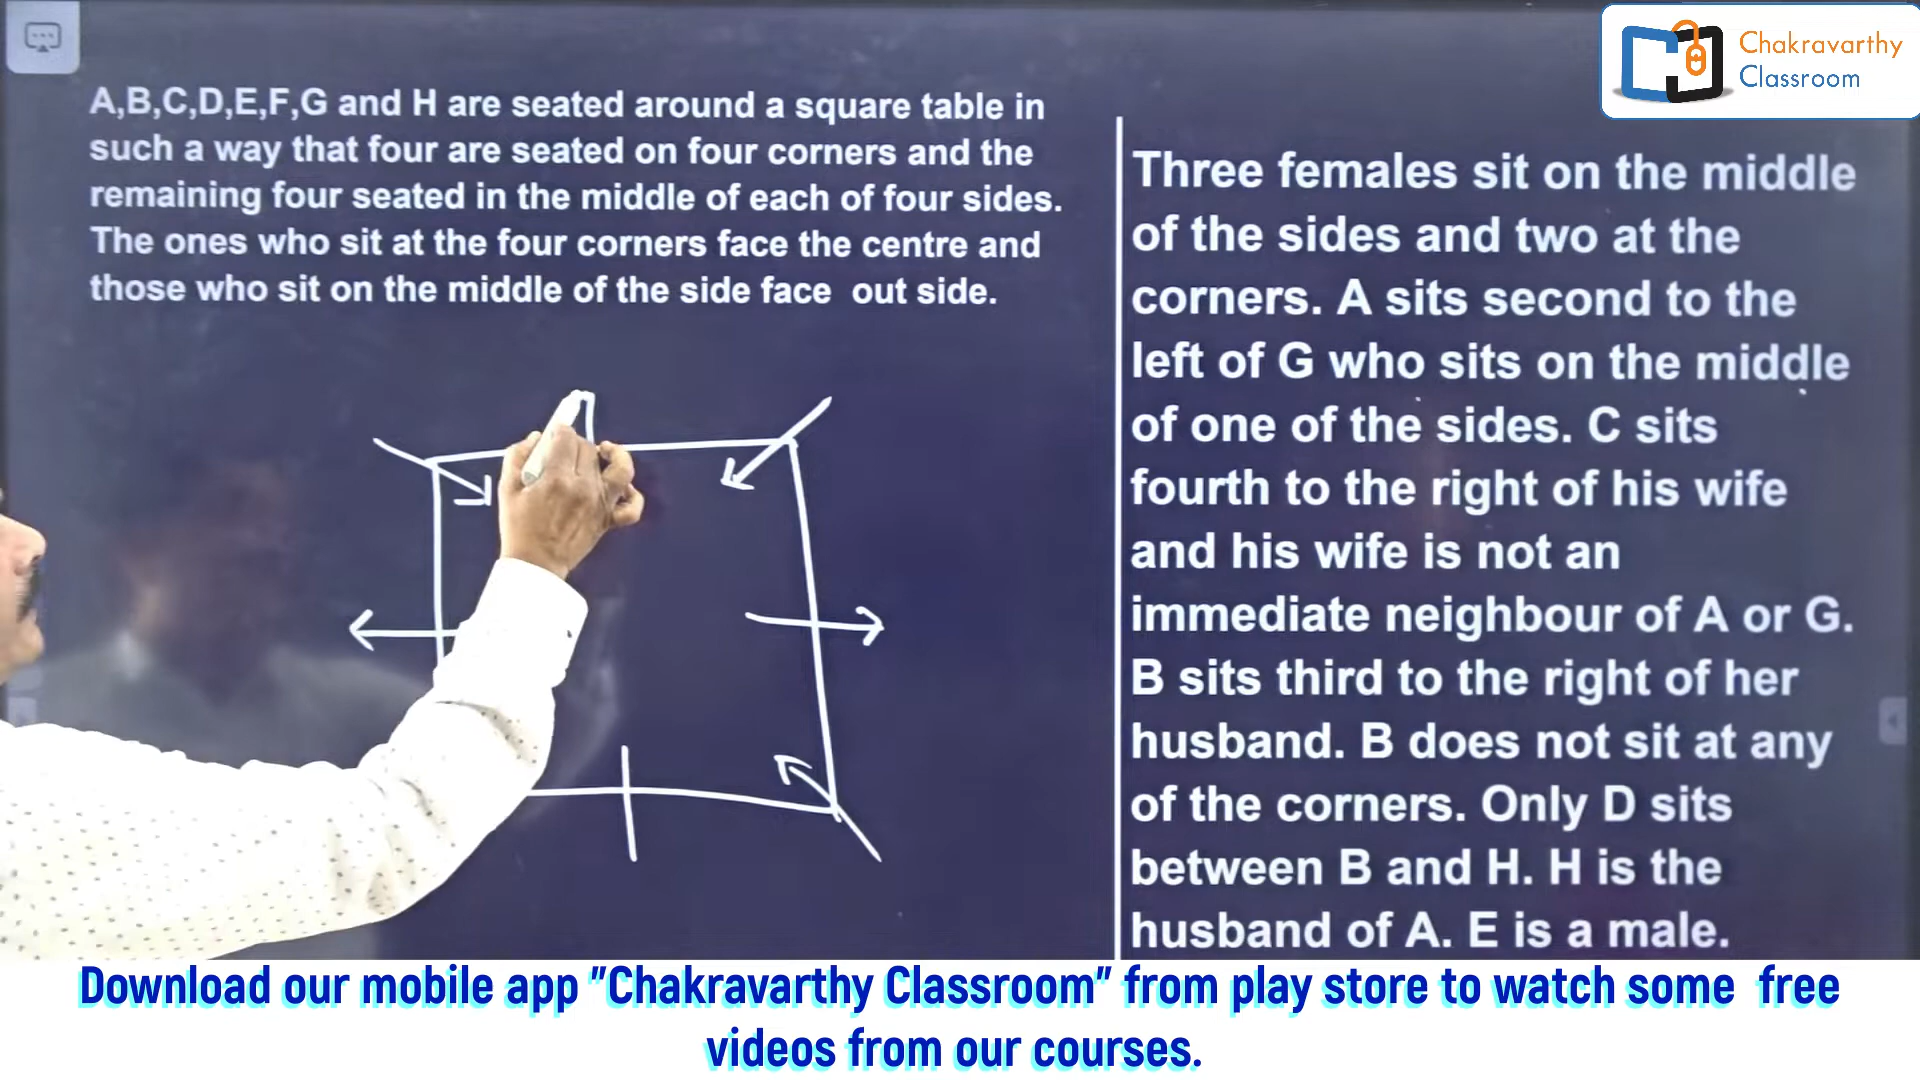 Chakravarthy
Classroom
A,B,C,D,E,F,G and H are seated around a square table in
such a way that four are seated on four corners and the
remaining four seated in the middle of each of four sides.
The ones who sit at the four corners face the centre and
those who sit on the middle of the side face out side.
Three females sit on the middle
of the sides and two at the
corners. A sits second to the
left of G who sits on the middle
of one of the sides. C sits
fourth to the right of his wife
and his wife is not an
immediate neighbour of A or G.
B sits third to the right of her
husband. B does not sit at any
of the corners. Only D sits
between B and H. H is the
husband of A. E is a male.
Download our mobile app "Chakravarthy Classroom" from play store to watch some free
videos from our courses.